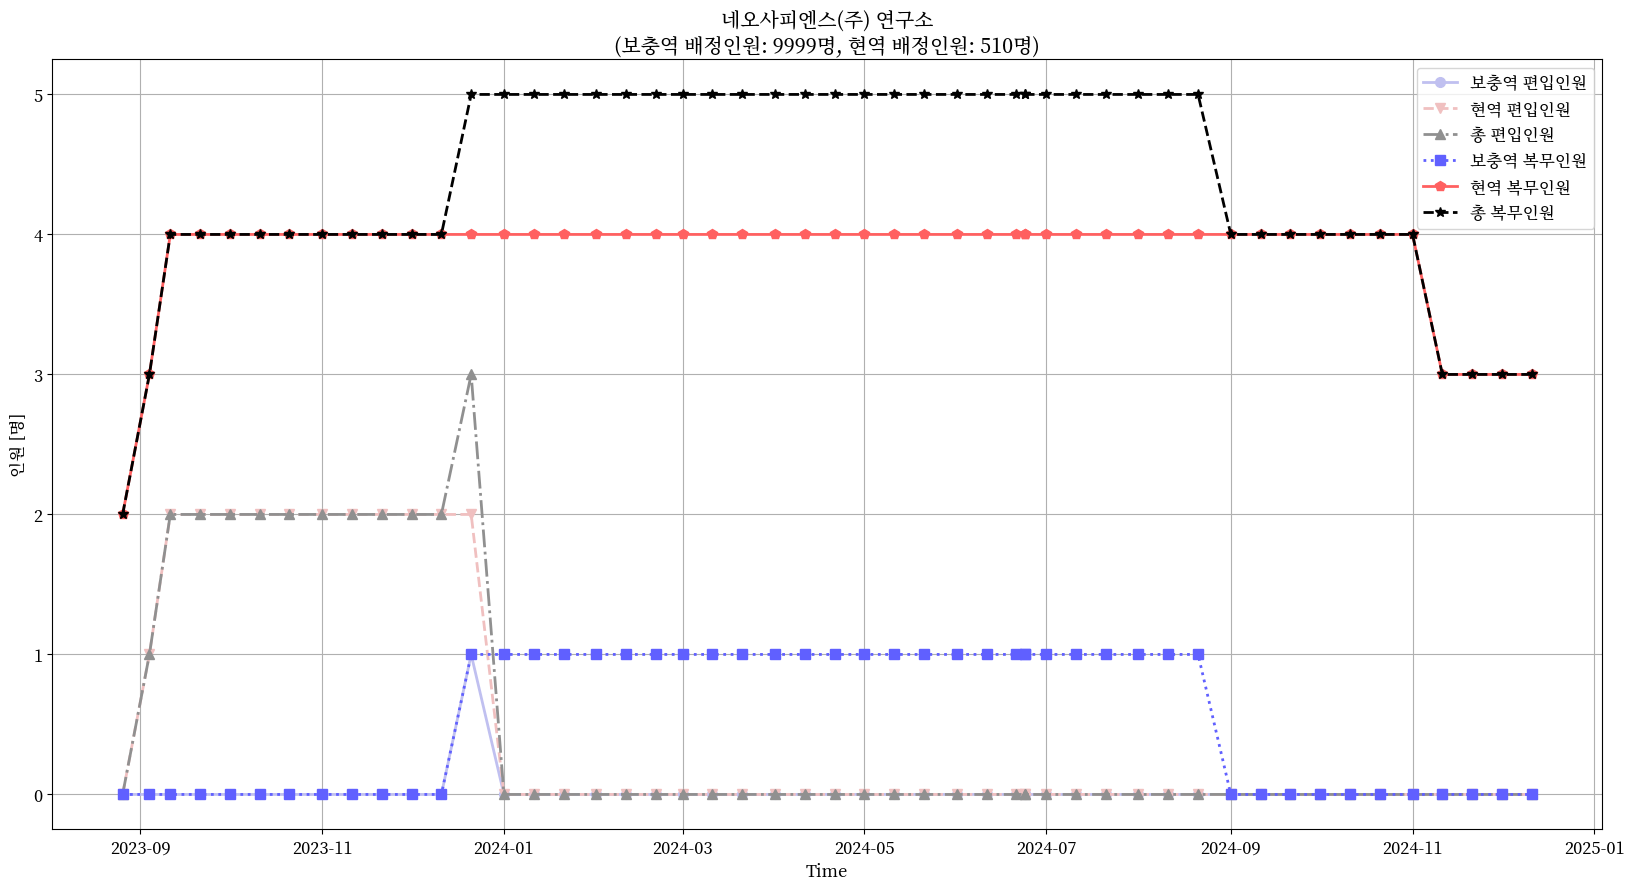 네오사피엔스(주) 연구소
(보충역 배정인원: 9999명, 현역 배정인원: 510명)
보충역 편입인원
현역 편입인원
총 편입인원
보충역 복무인원
현역 복무인원
총 복무인원
인원 [명]
5
4
3
2
1
0
2023-09
2023-11
2024-01
2024-03
2024-05
2024-07
2024-09
2024-11
2025-01
Time